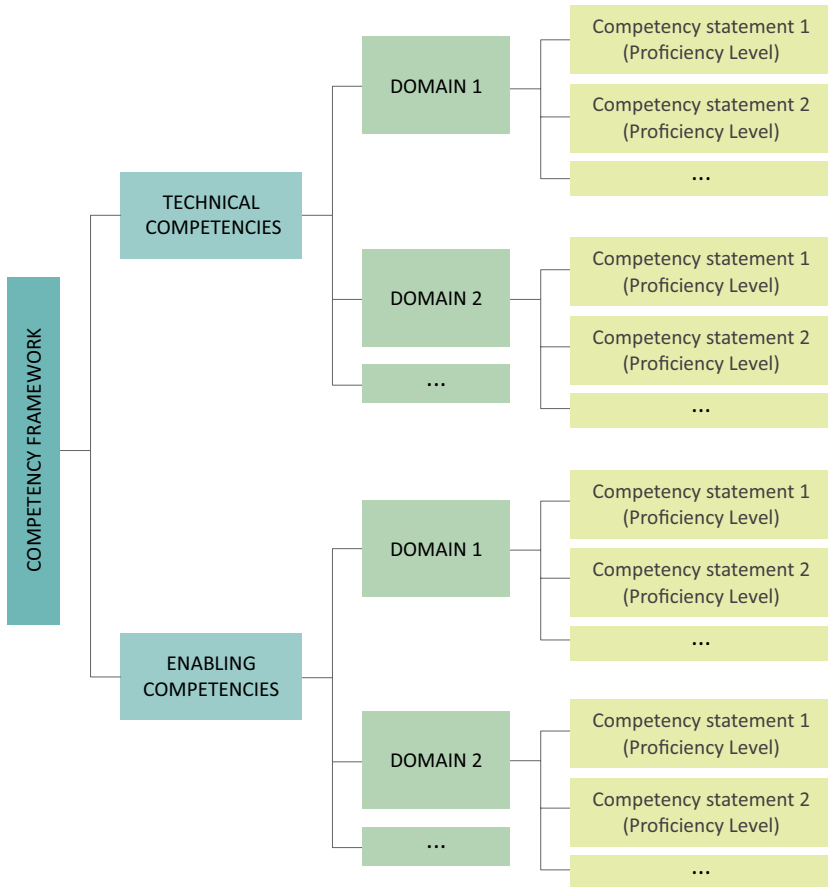 COMPETENCY FRAMEWORK
TECHNICAL
COMPETENCIES
DOMAIN 1
Competency statement 1
(Proficiency Level)
Competency statement 2
(Proficiency Level)
...
DOMAIN 2
Competency statement 1
(Proficiency Level)
Competency statement 2
(Proficiency Level)
...
...
ENABLING
COMPETENCIES
DOMAIN 1
Competency statement 1
(Proficiency Level)
Competency statement 2
(Proficiency Level)
...
DOMAIN 2
Competency statement 1
(Proficiency Level)
Competency statement 2
(Proficiency Level)
...
...